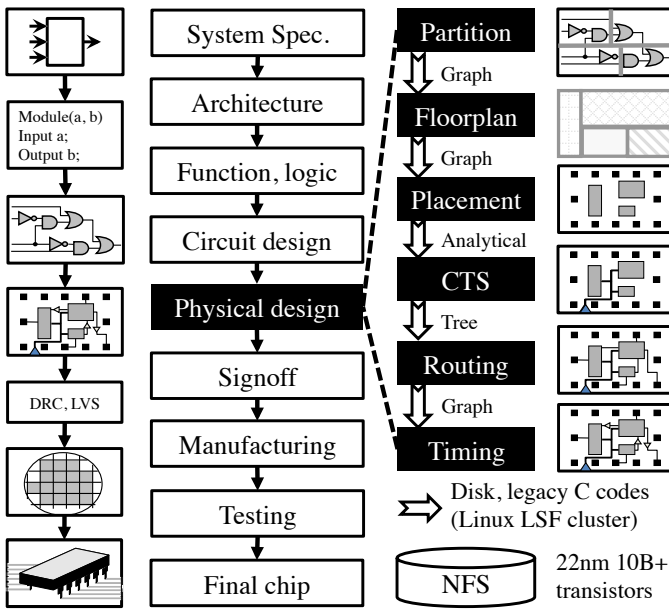 Module(a, b)
Input a;
Output b;
DRC, LVS
System Spec.
Architecture
Function, logic
Circuit design
Physical design
Signoff
Manufacturing
Testing
Final chip
Partition
Graph
Floorplan
Graph
Placement
Analytical
CTS
Tree
Routing
Graph
Timing
Disk, legacy C codes
(Linux LSF cluster)
NFS
22nm 10B+
transistors